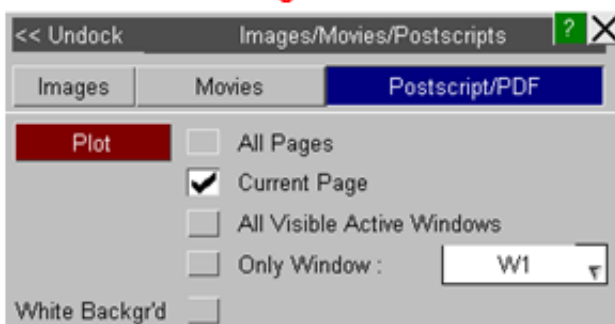 << Undock Images/Movies/Postscripts ? X
Images Movies Postscript/PDF
Plot All Pages
Current Page
All Visible Active Windows
Only Window : W1
White Backgr'd